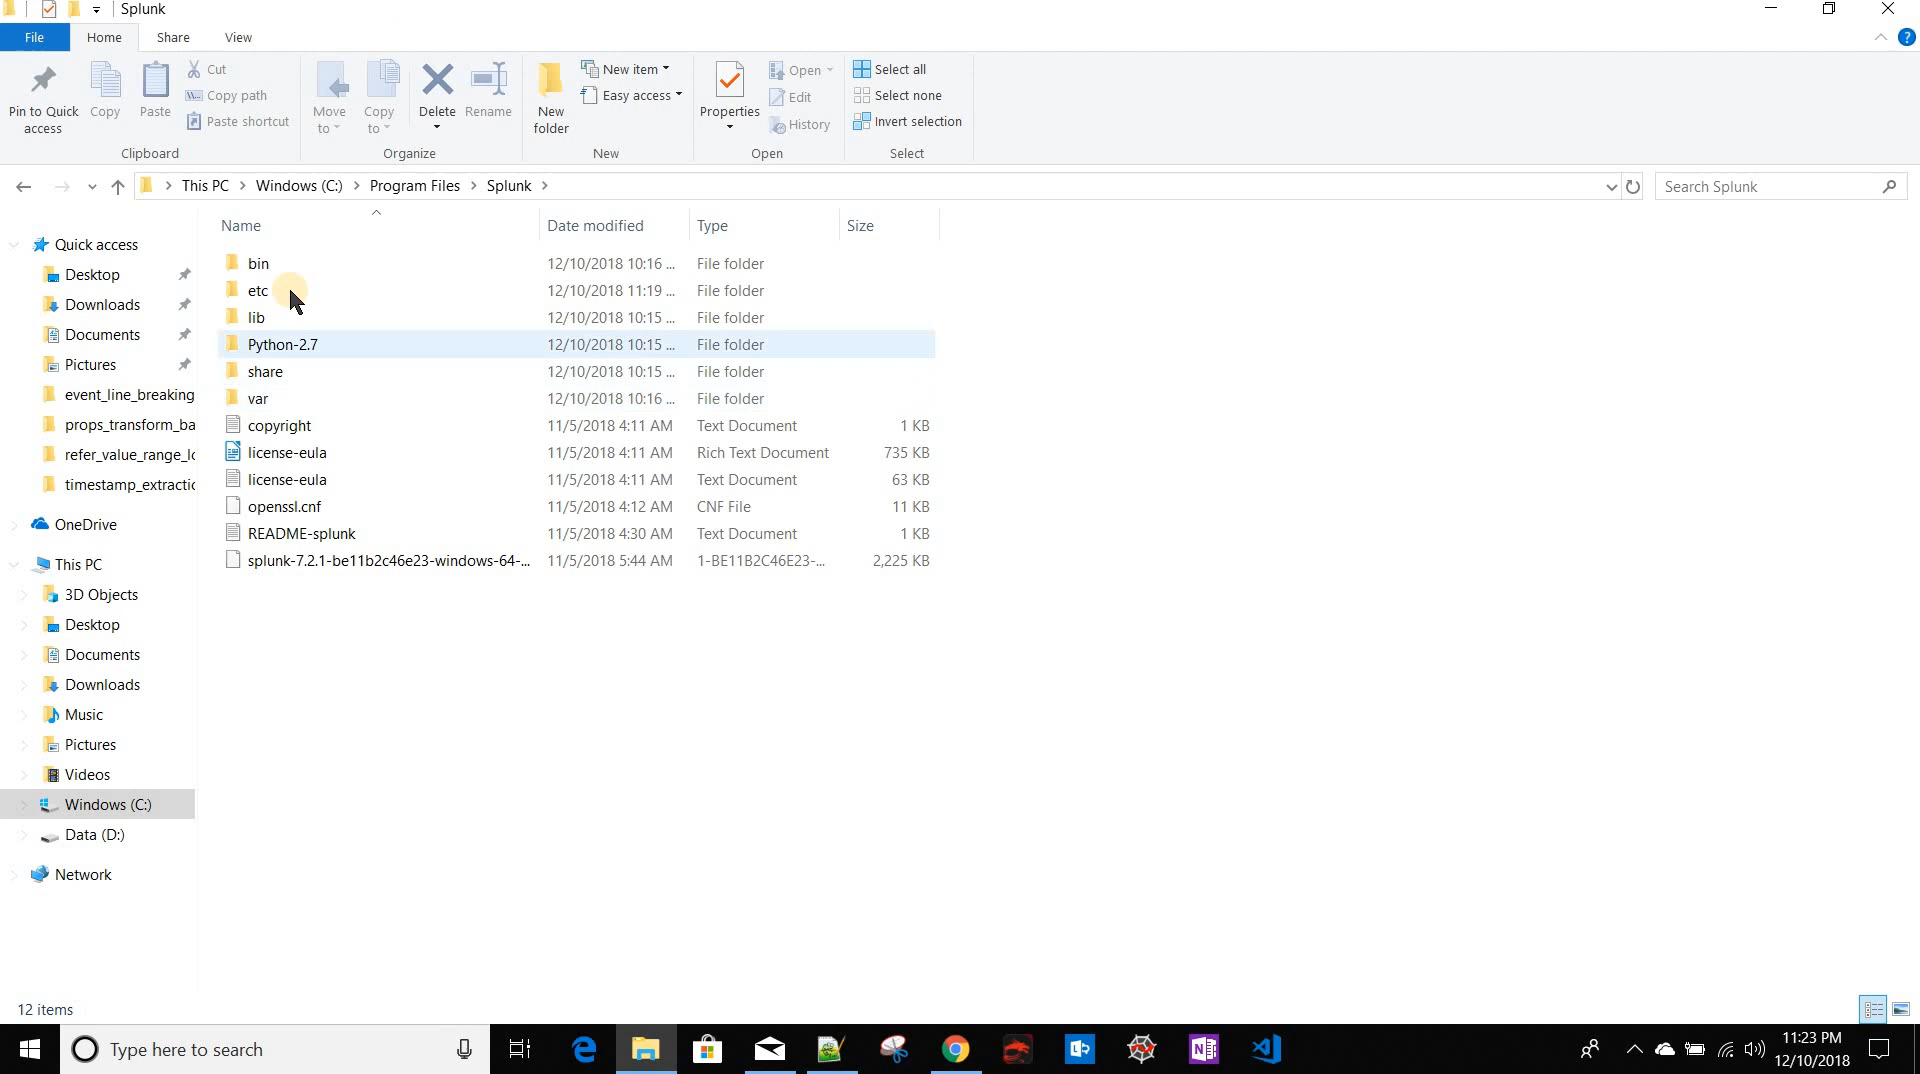 Splunk
File Home Share View
Pin to Quick access
Copy
Paste
Cut
Copy path
Paste shortcut
Clipboard
Move to
Copy to
Delete
Rename
Organize
New folder
New item
Easy access
New
Properties
Open
Edit
History
Open
Select all
Select none
Invert selection
Select
This PC > Windows (C:) > Program Files > Splunk >
Search Splunk
Name Date modified Type Size
bin 12/10/2018 10:16 ... File folder
etc 12/10/2018 11:19 ... File folder
lib 12/10/2018 10:15 ... File folder
Python-2.7 12/10/2018 10:15 ... File folder
share 12/10/2018 10:15 ... File folder
var 12/10/2018 10:16 ... File folder
copyright 11/5/2018 4:11 AM Text Document 1 KB
license-eula 11/5/2018 4:11 AM Rich Text Document 735 KB
license-eula 11/5/2018 4:11 AM Text Document 63 KB
openssl.cnf 11/5/2018 4:12 AM CNF File 11 KB
README-splunk 11/5/2018 4:30 AM Text Document 1 KB
splunk-7.2.1-be11b2c46e23-windows-64-... 11/5/2018 5:44 AM 1-BE11B2C46E23-... 2,225 KB
Quick access
Desktop
Downloads
Documents
Pictures
event_line_breaking
props_transform_ba
refer_value_range_lo
timestamp_extractic
OneDrive
This PC
3D Objects
Desktop
Documents
Downloads
Music
Pictures
Videos
Windows (C:)
Data (D:)
Network
12 items
Type here to search
11:23 PM
12/10/2018